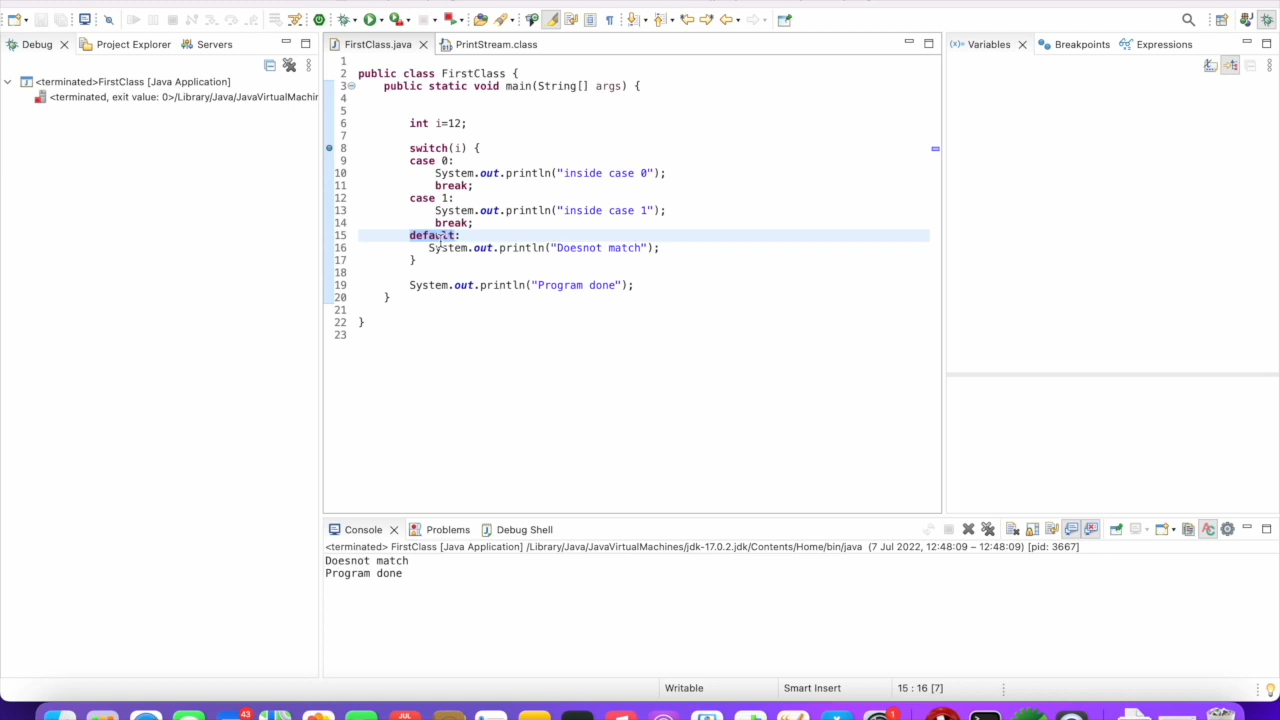 Debug
Project Explorer
Servers
<terminated>FirstClass [Java Application]
<terminated, exit value: 0>/Library/Java/JavaVirtualMachin
FirstClass.java
PrintStream.class
1
2 public class FirstClass {
3 public static void main(String[] args) {
4
5
6 int i=12;
7
8 switch(i) {
9 case 0:
10 System.out.println("inside case 0");
11 break;
12 case 1:
13 System.out.println("inside case 1");
14 break;
15 default:
16 System.out.println("Doesnot match");
17 }
18
19 System.out.println("Program done");
20 }
21
22 }
23
(x)= Variables
Breakpoints
Expressions
Console
Problems
Debug Shell
<terminated> FirstClass [Java Application] /Library/Java/JavaVirtualMachines/jdk-17.0.2.jdk/Contents/Home/bin/java (7 Jul 2022, 12:48:09 – 12:48:09) [pid: 3667]
Doesnot match
Program done
Writable
Smart Insert
15 : 16 [7]
43
JUL
1